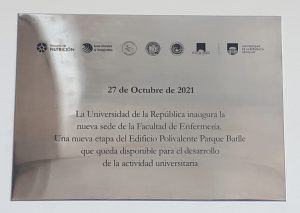 NUTRICIÓN
27 de Octubre de 2021
La Universidad de la República inaugura la
nueva sede de la Facultad de Enfermería.
Una nueva etapa del Edificio Polivalente Parque Batlle
que queda disponible para el desarrollo
de la actividad universitaria